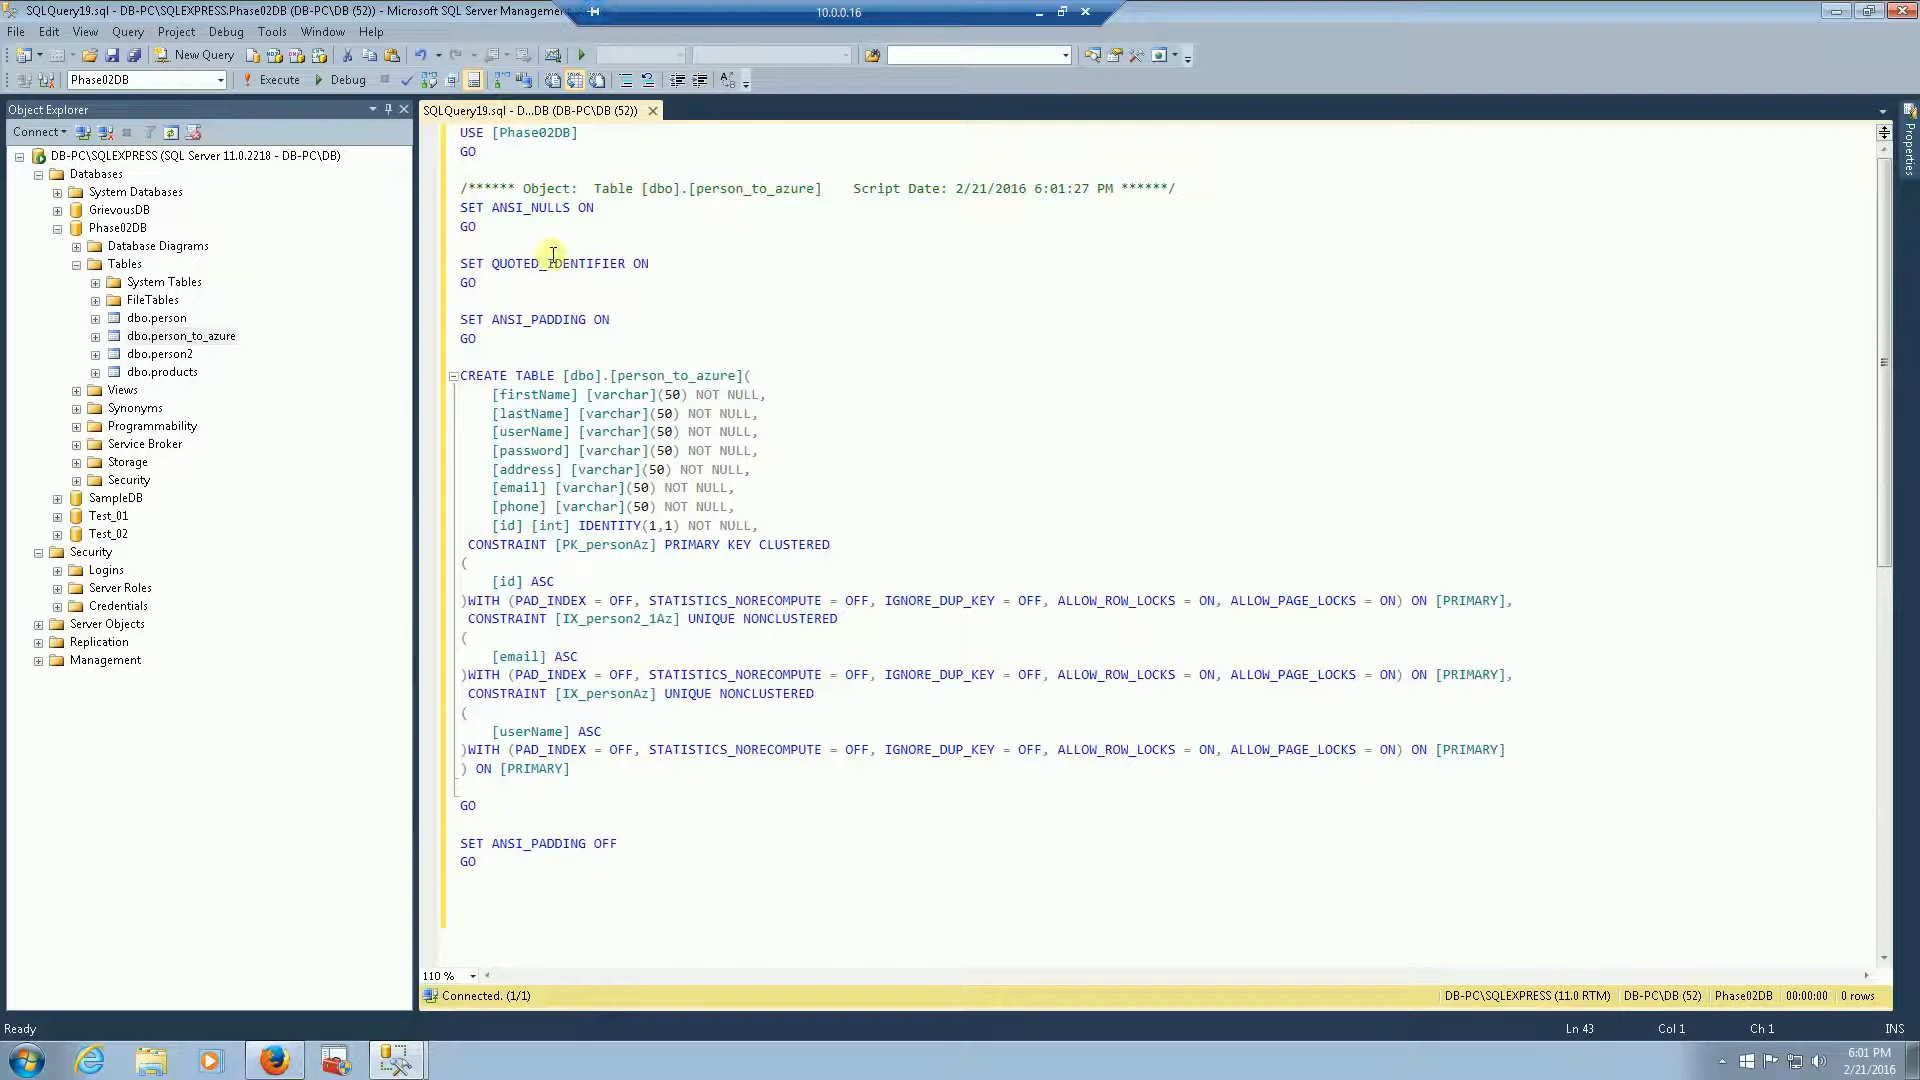 SQLQuery19.sql - DB-PC\SQLEXPRESS.Phase02DB (DB-PC\DB (52)) - Microsoft SQL Server Management
10.0.0.16
File Edit View Query Project Debug Tools Window Help
New Query
Phase02DB Execute Debug
Object Explorer
Connect
DB-PC\SQLEXPRESS (SQL Server 11.0.2218 - DB-PC\DB)
Databases
System Databases
GrievousDB
Phase02DB
Database Diagrams
Tables
System Tables
FileTables
dbo.person
dbo.person_to_azure
dbo.person2
dbo.products
Views
Synonyms
Programmability
Service Broker
Storage
Security
SampleDB
Test_01
Test_02
Security
Logins
Server Roles
Credentials
Server Objects
Replication
Management
SQLQuery19.sql - D...DB (DB-PC\DB (52))
USE [Phase02DB]
GO
/****** Object:  Table [dbo].[person_to_azure]    Script Date: 2/21/2016 6:01:27 PM ******/
SET ANSI_NULLS ON
GO
SET QUOTED_IDENTIFIER ON
GO
SET ANSI_PADDING ON
GO
CREATE TABLE [dbo].[person_to_azure](
[firstName] [varchar](50) NOT NULL,
[lastName] [varchar](50) NOT NULL,
[userName] [varchar](50) NOT NULL,
[password] [varchar](50) NOT NULL,
[address] [varchar](50) NOT NULL,
[email] [varchar](50) NOT NULL,
[phone] [varchar](50) NOT NULL,
[id] [int] IDENTITY(1,1) NOT NULL,
CONSTRAINT [PK_personAz] PRIMARY KEY CLUSTERED
(
[id] ASC
)WITH (PAD_INDEX = OFF, STATISTICS_NORECOMPUTE = OFF, IGNORE_DUP_KEY = OFF, ALLOW_ROW_LOCKS = ON, ALLOW_PAGE_LOCKS = ON) ON [PRIMARY],
CONSTRAINT [IX_person2_1Az] UNIQUE NONCLUSTERED
(
[email] ASC
)WITH (PAD_INDEX = OFF, STATISTICS_NORECOMPUTE = OFF, IGNORE_DUP_KEY = OFF, ALLOW_ROW_LOCKS = ON, ALLOW_PAGE_LOCKS = ON) ON [PRIMARY],
CONSTRAINT [IX_personAz] UNIQUE NONCLUSTERED
(
[userName] ASC
)WITH (PAD_INDEX = OFF, STATISTICS_NORECOMPUTE = OFF, IGNORE_DUP_KEY = OFF, ALLOW_ROW_LOCKS = ON, ALLOW_PAGE_LOCKS = ON) ON [PRIMARY]
) ON [PRIMARY]
GO
SET ANSI_PADDING OFF
GO
110 %
Connected. (1/1) DB-PC\SQLEXPRESS (11.0 RTM) DB-PC\DB (52) Phase02DB 00:00:00 0 rows
Properties
Ready Ln 43 Col 1 Ch 1 INS
6:01 PM
2/21/2016